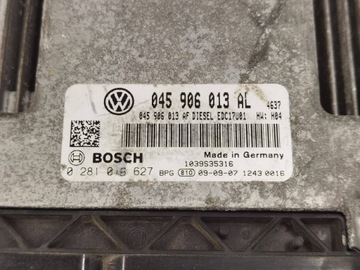 045 906 013 AL 4637
045 906 013 AF DIESEL EDC17U01 HW: H04
BOSCH Made in Germany
1039S35316
0 281 016 627 BPG 810 09-09-07 1243 0016